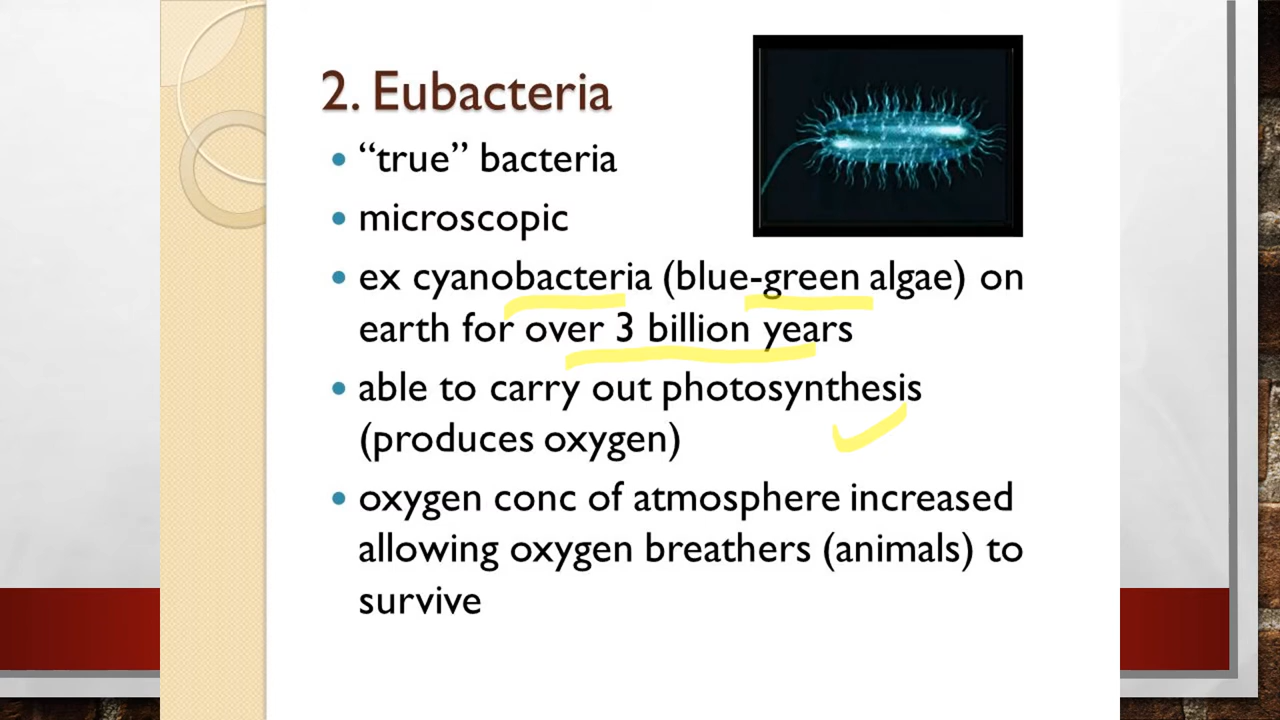 2. Eubacteria
• “true” bacteria
• microscopic
• ex cyanobacteria (blue-green algae) on
earth for over 3 billion years
• able to carry out photosynthesis
(produces oxygen)
• oxygen conc of atmosphere increased
allowing oxygen breathers (animals) to
survive